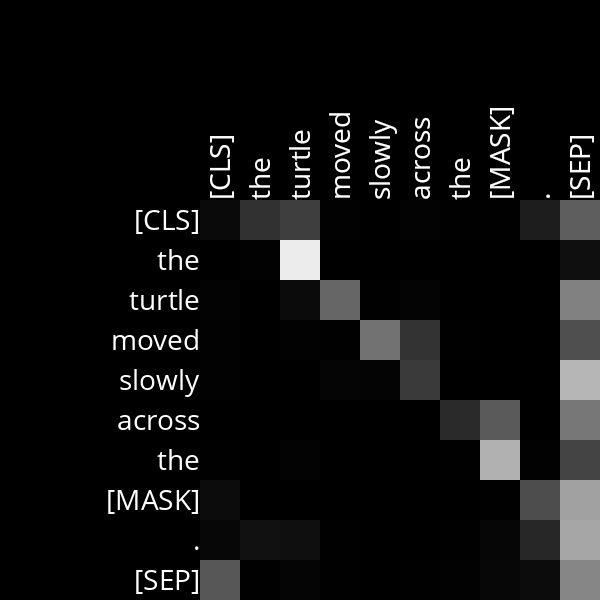 [CLS] the turtle moved slowly across the [MASK] . [SEP]
[CLS]
the
turtle
moved
slowly
across
the
[MASK]
.
[SEP]